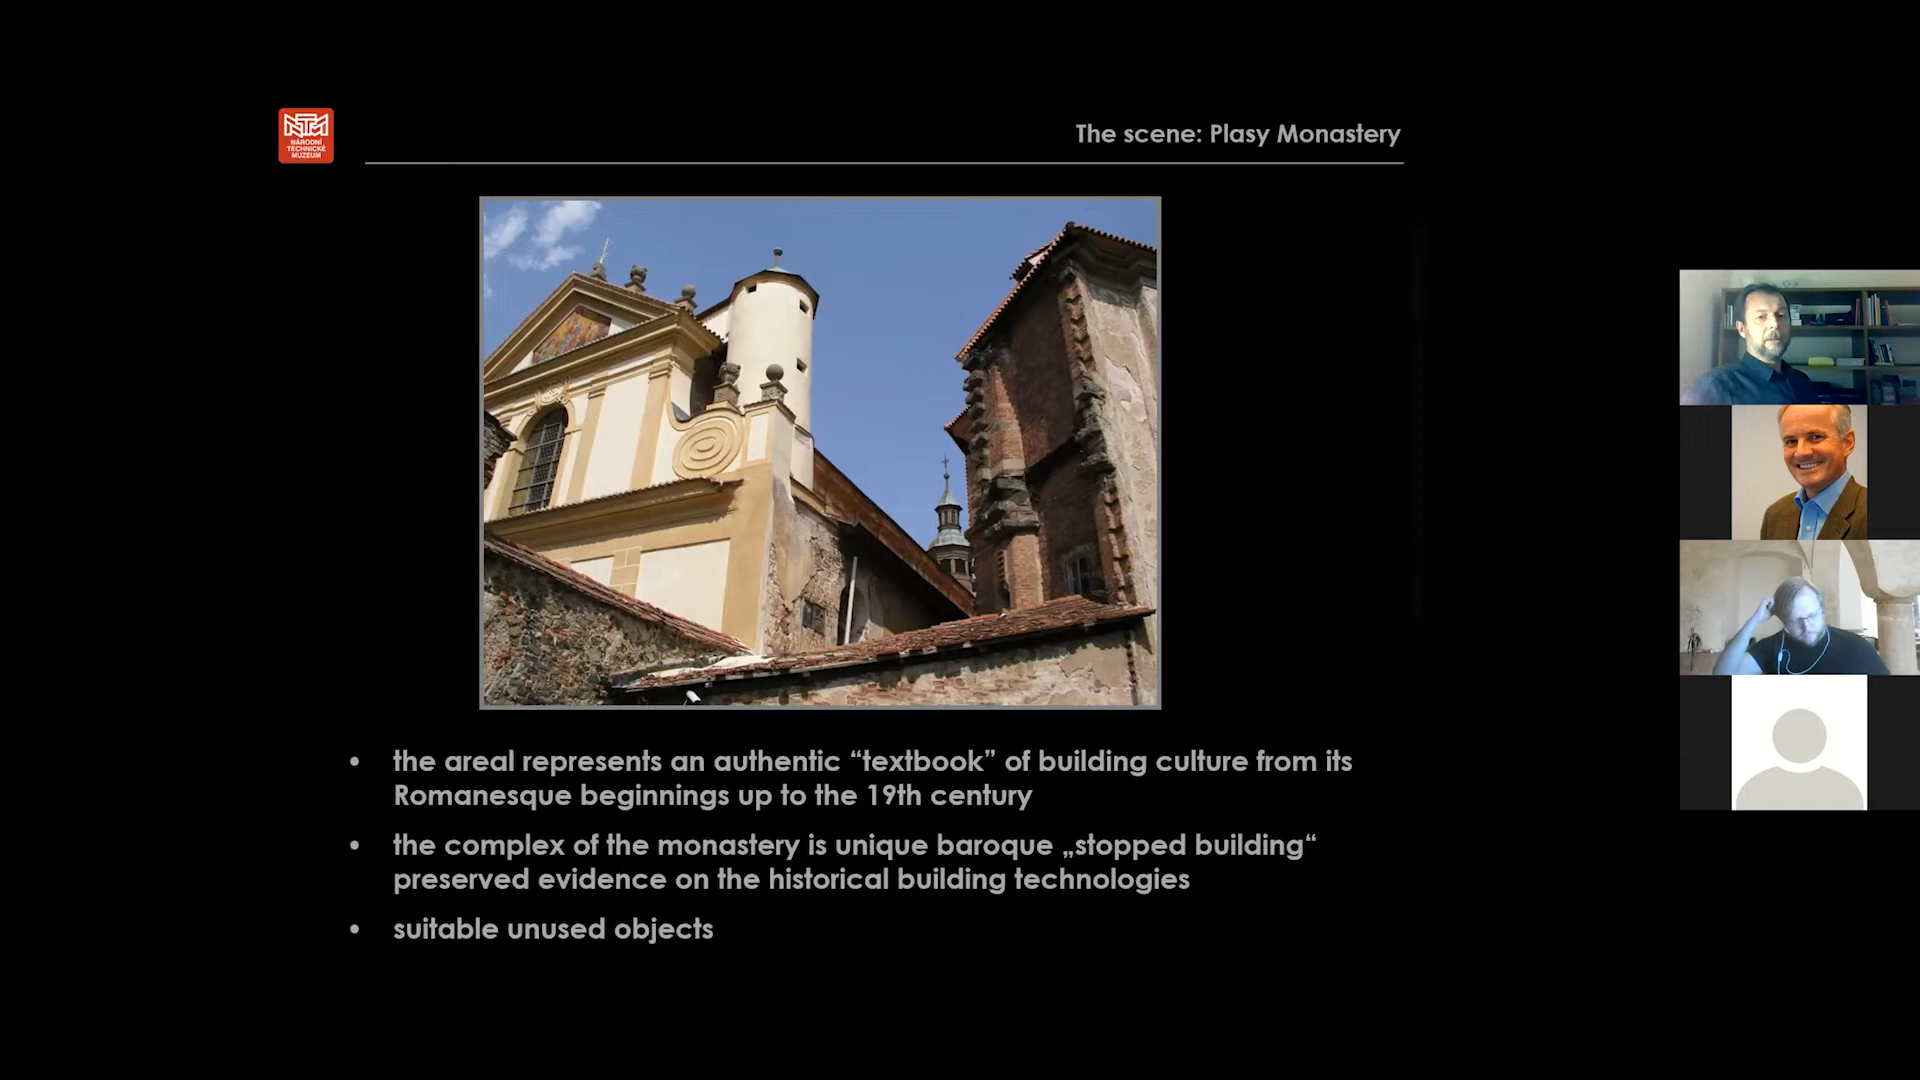 NTM
NÁRODNÍ
TECHNICKÉ
MUZEUM
The scene: Plasy Monastery
• the areal represents an authentic “textbook” of building culture from its
Romanesque beginnings up to the 19th century
• the complex of the monastery is unique baroque „stopped building“
preserved evidence on the historical building technologies
• suitable unused objects